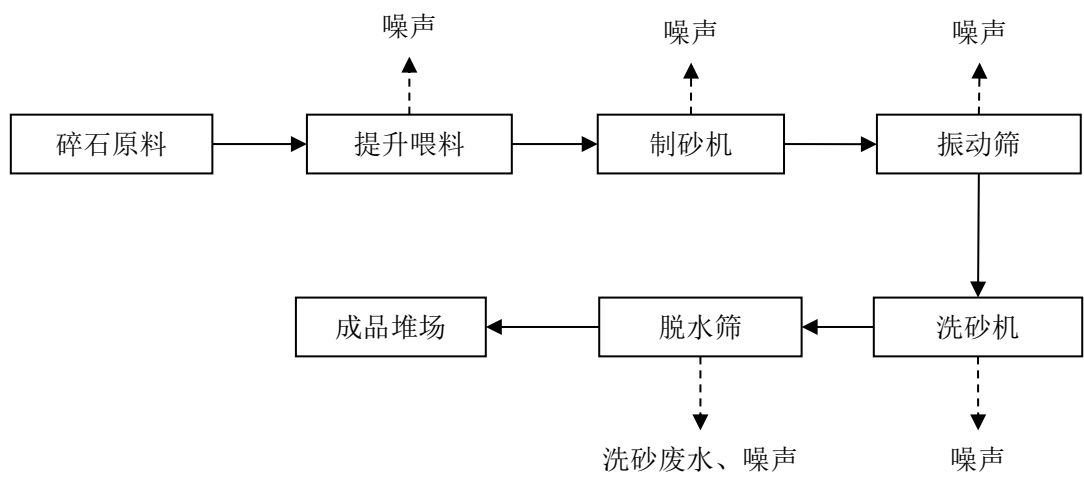 噪声
噪声
噪声
碎石原料
提升喂料
制砂机
振动筛
成品堆场
脱水筛
洗砂机
洗砂废水、噪声
噪声